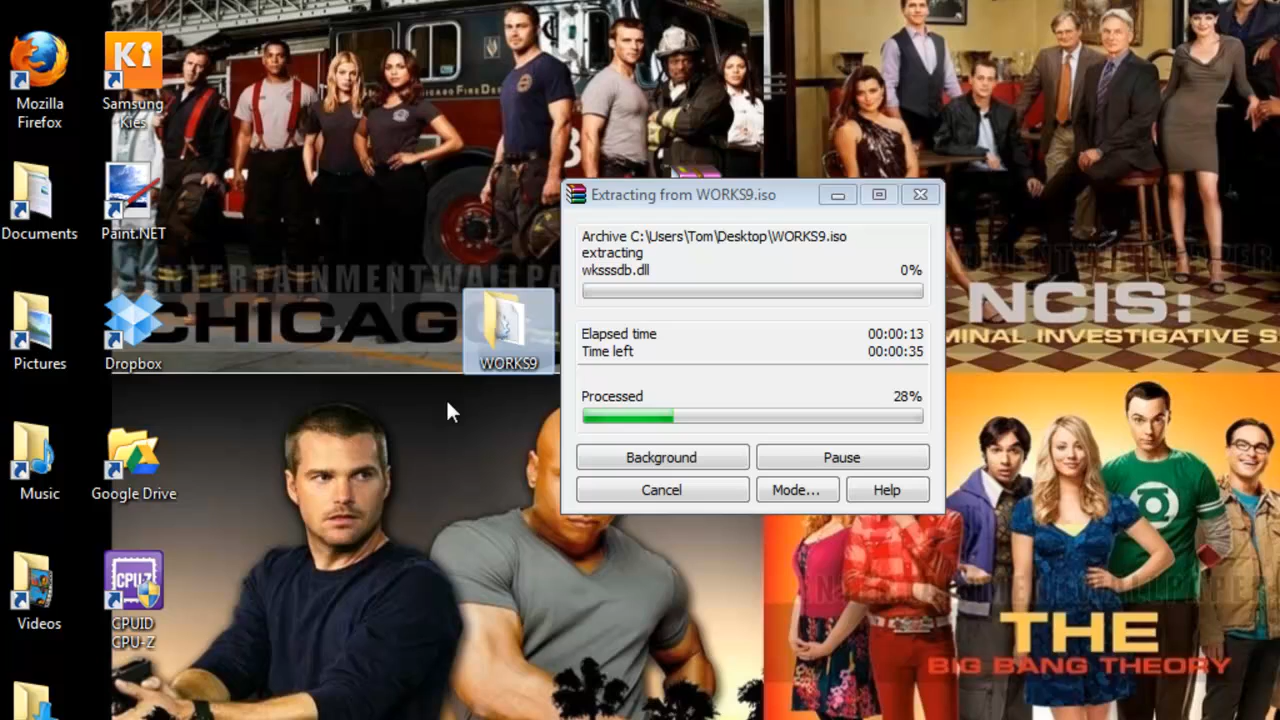 Mozilla
Firefox
Samsung
Kies
Documents
Paint.NET
Pictures
Dropbox
Music
Google Drive
Videos
CPU-Z
CPUID
CPU-Z
WORKS9
Extracting from WORKS9.iso
Archive C:\Users\Tom\Desktop\WORKS9.iso
extracting
wksssdb.dll 0%
Elapsed time 00:00:13
Time left 00:00:35
Processed 28%
Background Pause
Cancel Mode... Help
CHICAG
NCIS:
MINAL INVESTIGATIVE S
THE
BIG BANG THEORY